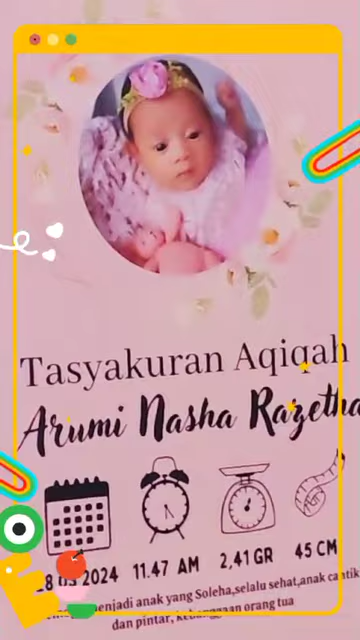 Tasyakuran Aqiqah
Arumi Nasha Razetha
2024 11.47 AM 2,41 GR 45 CM
menjadi anak yang Soleha,selalu sehat,anak cantik
dan pintar, orang tua